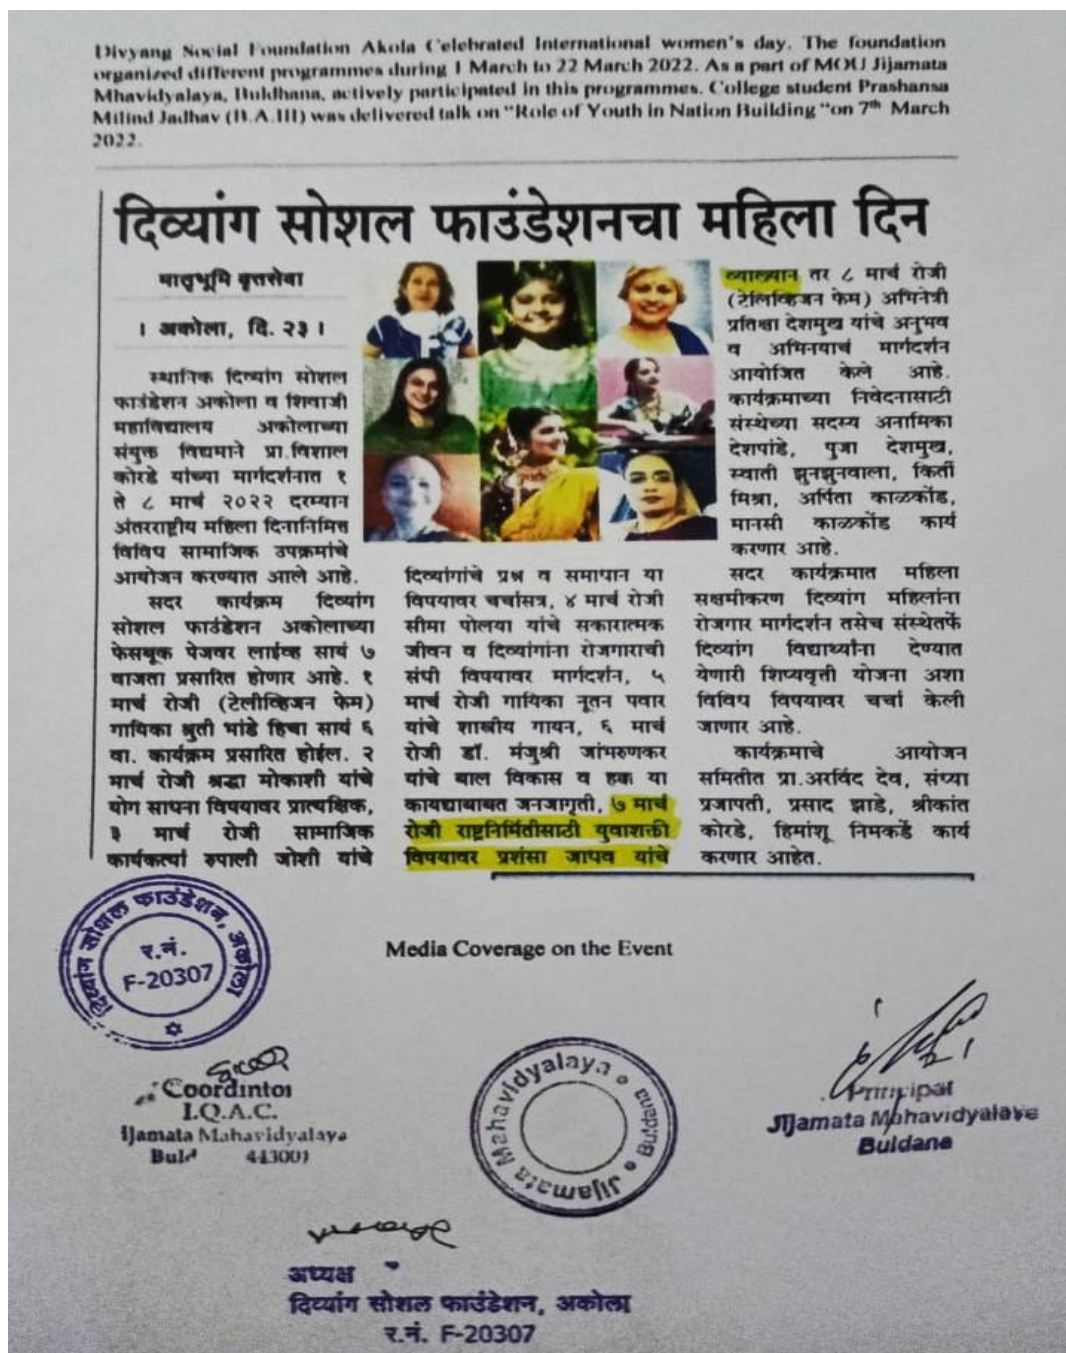 Divyang Social Foundation Akola Celebrated International women's day. The foundation
organized different programmes during 1 March to 22 March 2022. As a part of MOU Jijamata
Mhavidyalaya, Buldhana, actively participated in this programmes. College student Prashansa
Milind Jadhav (B.A.III) was delivered talk on “Role of Youth in Nation Building “on 7th March
2022.
दिव्यांग सोशल फाउंडेशनचा महिला दिन
मातृभूमि वृत्तसेवा
। अकोला, दि. २३ ।
स्थानिक दिव्यांग सोशल
फाउंडेशन अकोला व शिवाजी
महाविद्यालय अकोलाच्या
संयुक्त विद्यमाने प्रा.विशाल
कोरडे यांच्या मार्गदर्शनात १
ते ८ मार्च २०२२ दरम्यान
अंतरराष्ट्रीय महिला दिनानिमित्त
विविध सामाजिक उपक्रमांचे
आयोजन करण्यात आले आहे.
सदर कार्यक्रम दिव्यांग
सोशल फाउंडेशन अकोलाच्या
फेसबूक पेजवर लाईव्ह सायं ७
वाजता प्रसारित होणार आहे. १
मार्च रोजी (टेलीव्हिजन फेम)
गायिका श्रुती भांडे हिचा सायं ६
वा. कार्यक्रम प्रसारित होईल. २
मार्च रोजी श्रद्धा मोकाशी यांचे
योग साधना विषयावर प्रात्यक्षिक,
३ मार्च रोजी सामाजिक
कार्यकर्त्या रुपाली जोशी यांचे
दिव्यांगांचे प्रश्न व समाधान या
विषयावर चर्चासत्र, ४ मार्च रोजी
सीमा पोलया यांचे सकारात्मक
जीवन व दिव्यांगांना रोजगाराची
संधी विषयावर मार्गदर्शन, ५
मार्च रोजी गायिका नूतन पवार
यांचे शास्त्रीय गायन, ६ मार्च
रोजी डॉ. मंजुश्री जांभरुणकर
यांचे बाल विकास व हक्क या
कायद्याबाबत जनजागृती, ७ मार्च
रोजी राष्ट्रनिर्मितीसाठी युवाशक्ती
विषयावर प्रशंसा जाधव यांचे
व्याख्यान तर ८ मार्च रोजी
(टेलिव्हिजन फेम) अभिनेत्री
प्रतिक्षा देशमुख यांचे अनुभव
व अभिनयाचं मार्गदर्शन
आयोजित केले आहे.
कार्यक्रमाच्या निवेदनासाठी
संस्थेच्या सदस्य अनामिका
देशपांडे, पुजा देशमुख,
स्वाती झुनझुनवाला, किर्ती
मिश्रा, अर्पिता काळकोंड,
मानसी काळकोंड कार्य
करणार आहे.
सदर कार्यक्रमात महिला
सक्षमीकरण दिव्यांग महिलांना
रोजगार मार्गदर्शन तसेच संस्थेतर्फे
दिव्यांग विद्यार्थ्यांना देण्यात
येणारी शिष्यवृत्ती योजना अशा
विविध विषयावर चर्चा केली
जाणार आहे.
कार्यक्रमाचे आयोजन
समितीत प्रा.अरविंद देव, संध्या
प्रजापती, प्रसाद झाडे, श्रीकांत
कोरडे, हिमांशू निमकर्डे कार्य
करणार आहेत.
Media Coverage on the Event
दिव्यांग सोशल फाउंडेशन, अकोला
र.नं.
F-20307
Coordintor
I.Q.A.C.
Jijamata Mahavidyalaya
443001
Jijamata Mahavidyalaya
Buldana
Principal
Jijamata Mahavidyalaya
Buldana
अध्यक्ष
दिव्यांग सोशल फाउंडेशन, अकोला
र.नं. F-20307